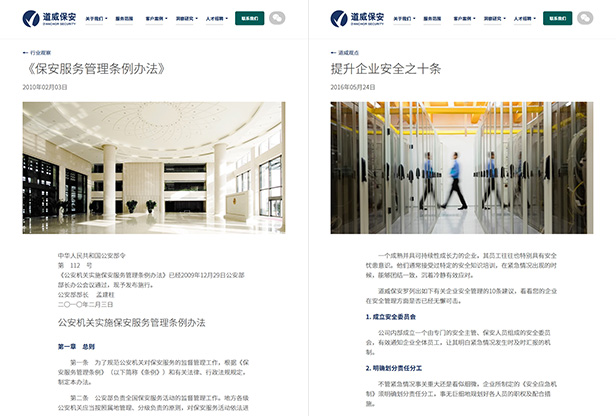 道威保安
DWACHOR SECURITY
关于我们 服务范围 客户案例 洞察研究 人才招聘 联系我们
← 行业观察
《保安服务管理条例办法》
2010年02月03日
中华人民共和国公安部令
第 112 号
《公安机关实施保安服务管理条例办法》已经2009年12月29日公安部
部长办公会议通过，现予发布施行。
公安部部长 孟建柱
二〇一〇年二月三日
公安机关实施保安服务管理条例办法
第一章 总则
第一条 为了规范公安机关对保安服务的监督管理工作，根据《保
安服务管理条例》（以下简称《条例》）和有关法律、行政法规规定，
制定本办法。
第二条 公安部负责全国保安服务活动的监督管理工作。地方各级
公安机关应当按照属地管理、分级负责的原则，对保安服务活动依法进
道威保安
DWACHOR SECURITY
关于我们 服务范围 客户案例 洞察研究 人才招聘 联系我们
← 道威观点
提升企业安全之十条
2016年05月24日
一个成熟并具可持续性成长力的企业，其员工往往也特别具有安全
忧患意识。他们通常接受过特定的安全知识培训，在紧急情况出现的时
候，能够团结一致，沉着冷静有效应对。
道威保安罗列出如下有关企业安全管理的10条建议，看看您的企业
在安全管理方面是否已经无懈可击。
1. 成立安全委员会
公司内部成立一个由专门的安全主管、保安人员组成的安全委员
会，有效通知企业全体员工，让其明白紧急情况发生时及时汇报的机
制。
2. 明确划分责任分工
不管紧急情况事关重大还是看似细微，企业所制定的《安全应急机
制》须明确划分责任分工，事无巨细地规划好各人员的职权及配合措
施。